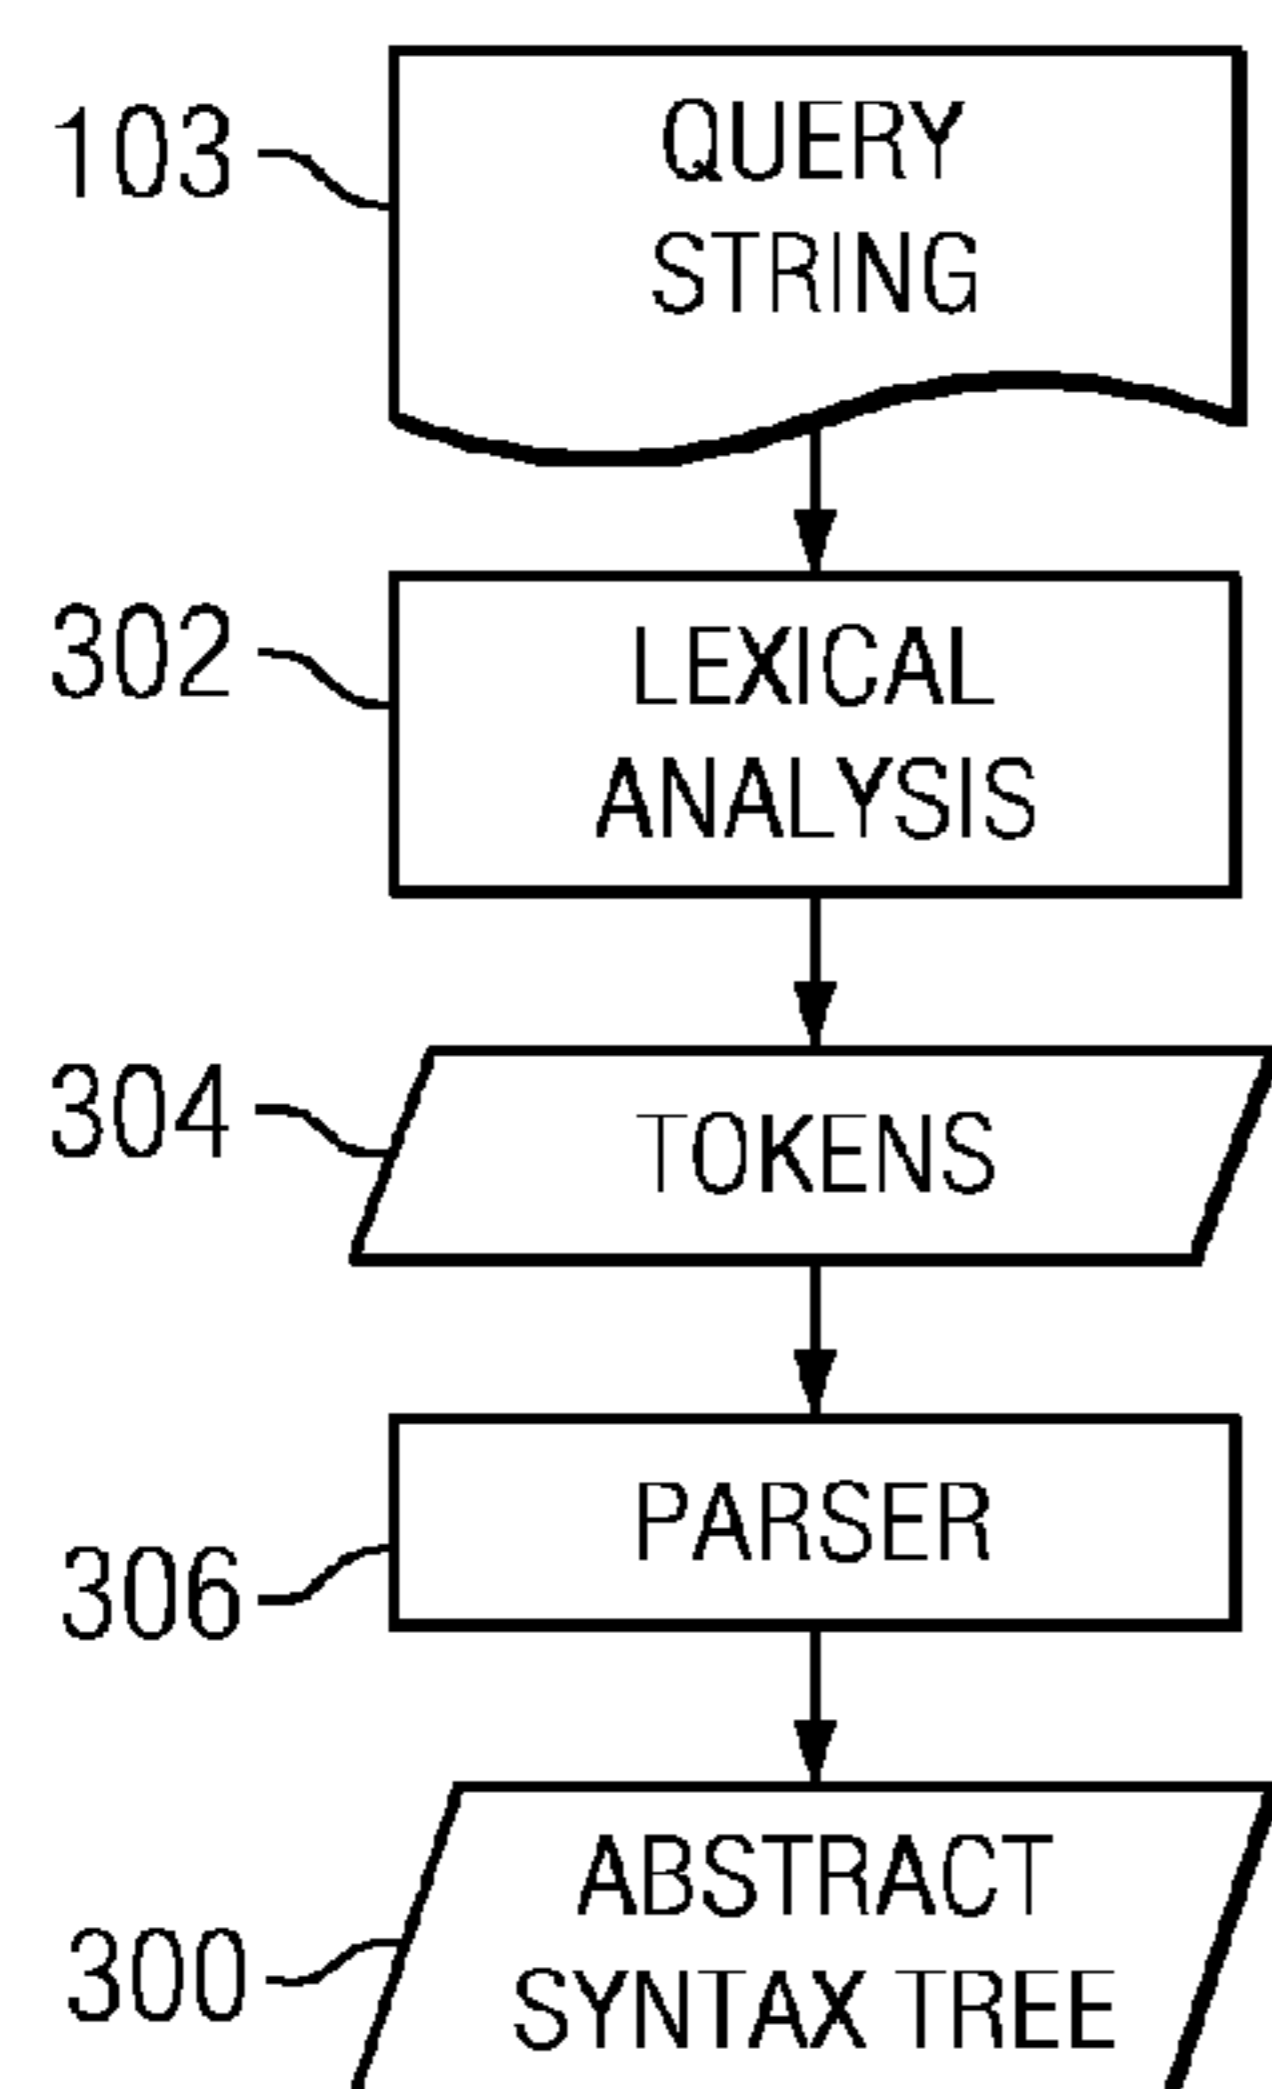 103
QUERY
STRING
302
LEXICAL
ANALYSIS
304
TOKENS
PARSER
306
ABSTRACT
300
SYNTAX TREE